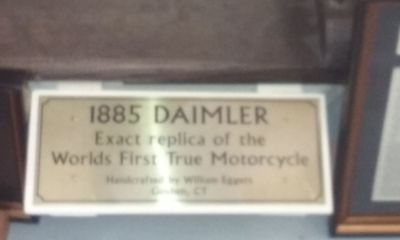 1885 DAIMLER
Exact replica of the
Worlds First True Motorcycle
Handcrafted by William Eggers
Goshen, CT